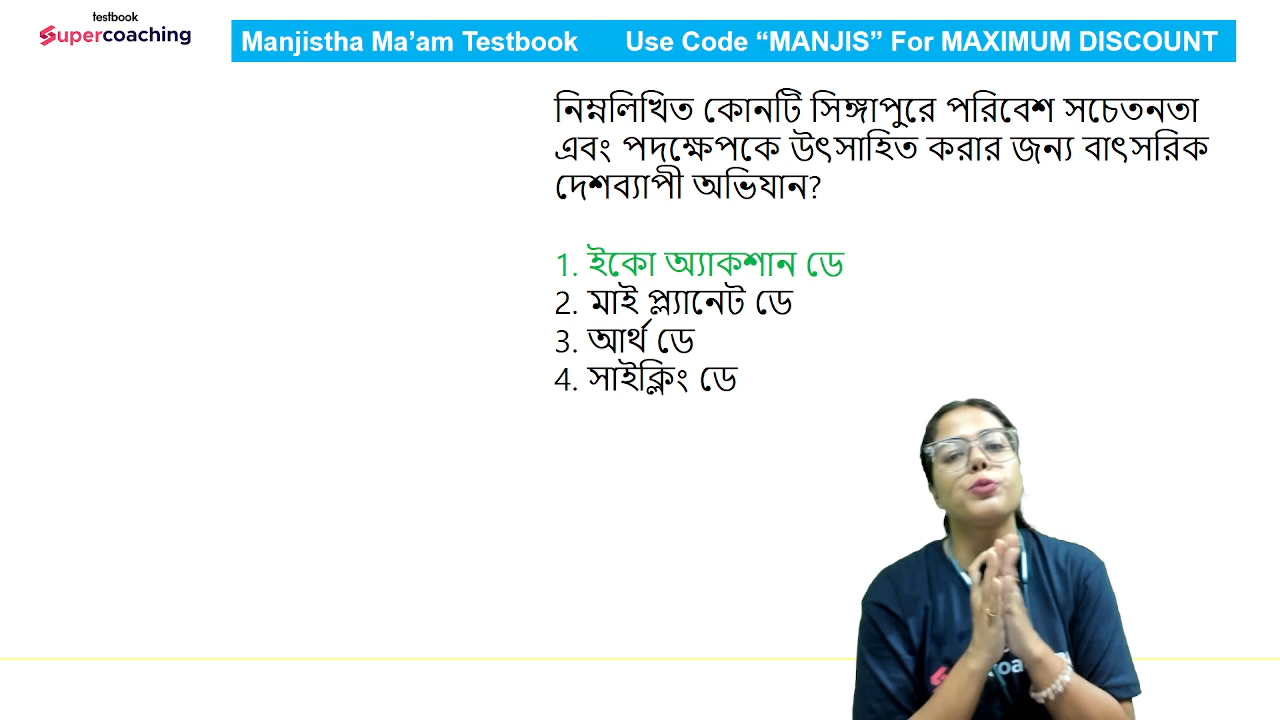 testbook
Supercoaching
Manjistha Ma’am Testbook Use Code “MANJIS” For MAXIMUM DISCOUNT
নিম্নলিখিত কোনটি সিঙ্গাপুরে পরিবেশ সচেতনতা
এবং পদক্ষেপকে উৎসাহিত করার জন্য বাৎসরিক
দেশব্যাপী অভিযান?
1. ইকো অ্যাকশান ডে
2. মাই প্ল্যানেট ডে
3. আর্থ ডে
4. সাইক্লিং ডে